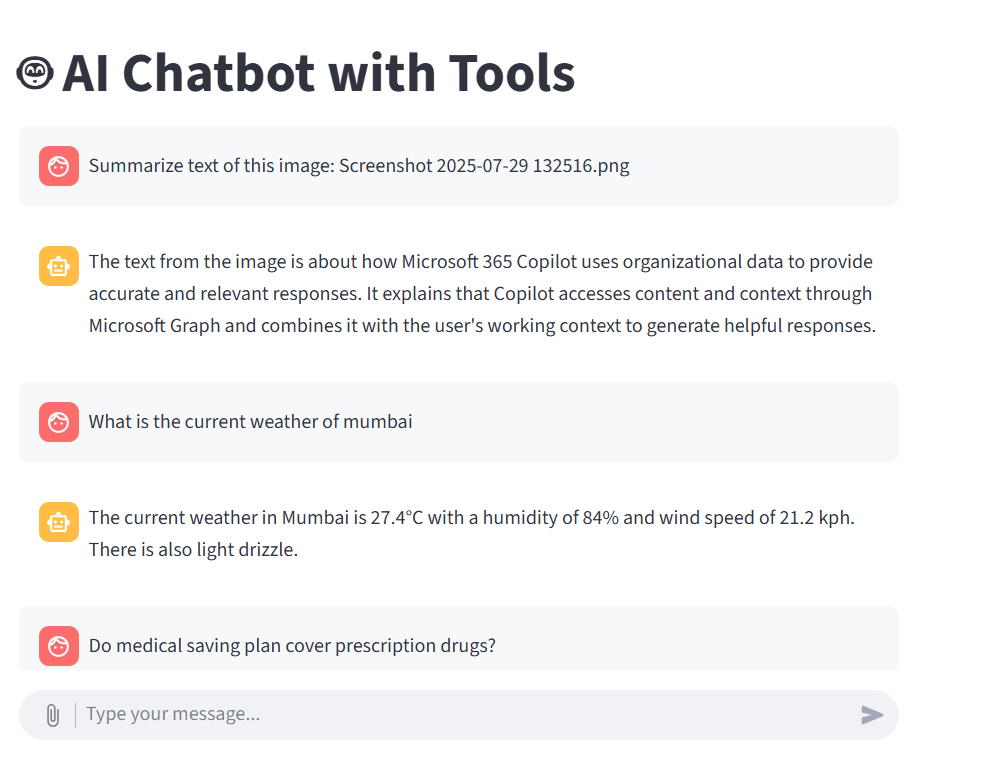 AI Chatbot with Tools
Summarize text of this image: Screenshot 2025-07-29 132516.png
The text from the image is about how Microsoft 365 Copilot uses organizational data to provide
accurate and relevant responses. It explains that Copilot accesses content and context through
Microsoft Graph and combines it with the user's working context to generate helpful responses.
What is the current weather of mumbai
The current weather in Mumbai is 27.4°C with a humidity of 84% and wind speed of 21.2 kph.
There is also light drizzle.
Do medical saving plan cover prescription drugs?
Type your message...